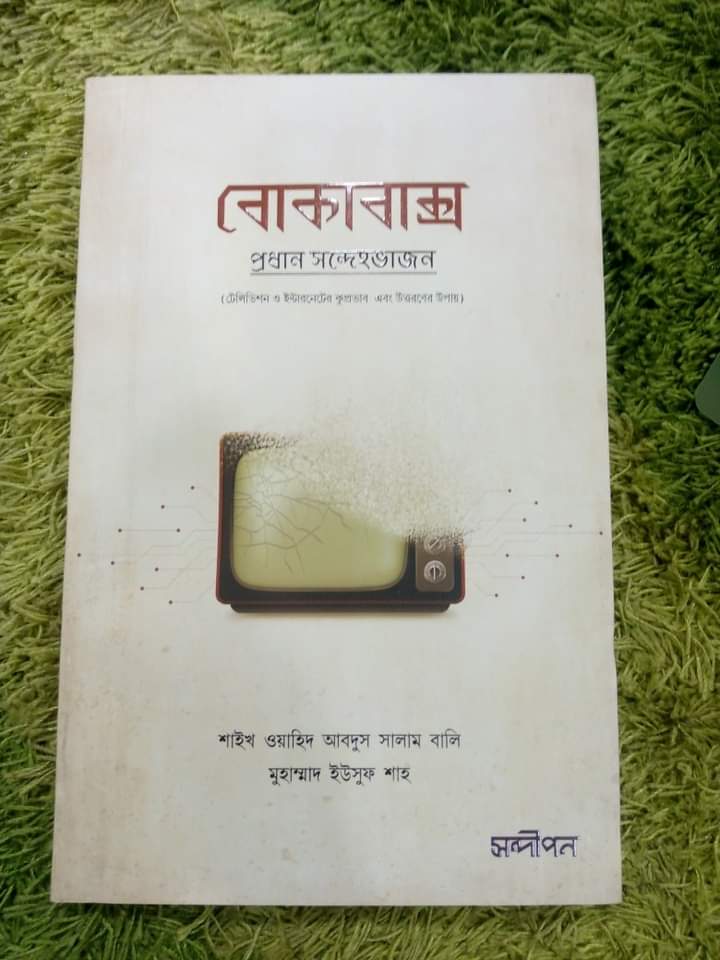 বোকাবাক্স
প্রধান সন্দেহভাজন
(টেলিভিশন ও ইন্টারনেটের কুপ্রভাব এবং উত্তরণের উপায়)
শাইখ ওয়াহিদ আবদুস সালাম বালি
মুহাম্মাদ ইউসুফ শাহ
সন্দীপন